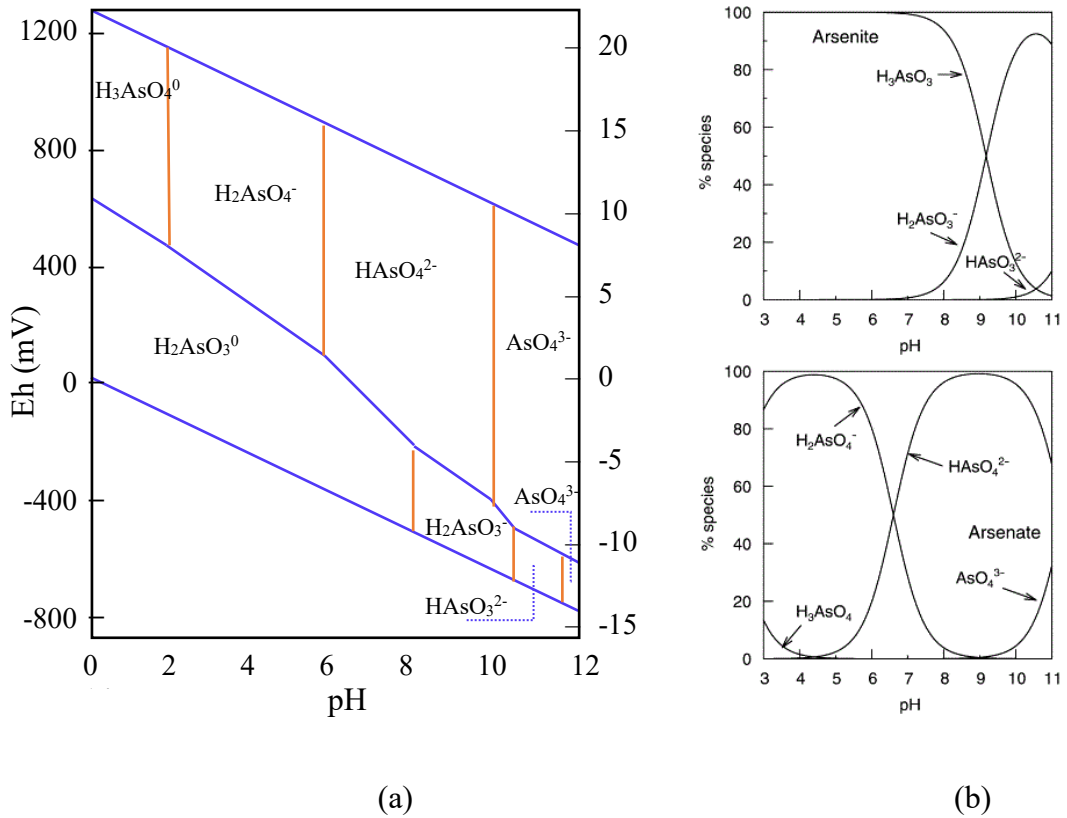 1200
800
400
0
-400
-800
Eh (mV)
20
15
10
5
0
-5
-10
-15
0 2 4 6 8 10 12
pH
H₃AsO₄⁰
H₂AsO₄⁻
HAsO₄²⁻
AsO₄³⁻
H₂AsO₃⁰
AsO₄³⁻
H₂AsO₃⁻
HAsO₃²⁻
(a)
100
80
60
40
20
0
% species
Arsenite
H₃AsO₃
H₂AsO₃⁻
HAsO₃²⁻
3 4 5 6 7 8 9 10 11
pH
100
80
60
40
20
0
% species
H₂AsO₄⁻
HAsO₄²⁻
Arsenate
AsO₄³⁻
H₃AsO₄
3 4 5 6 7 8 9 10 11
pH
(b)